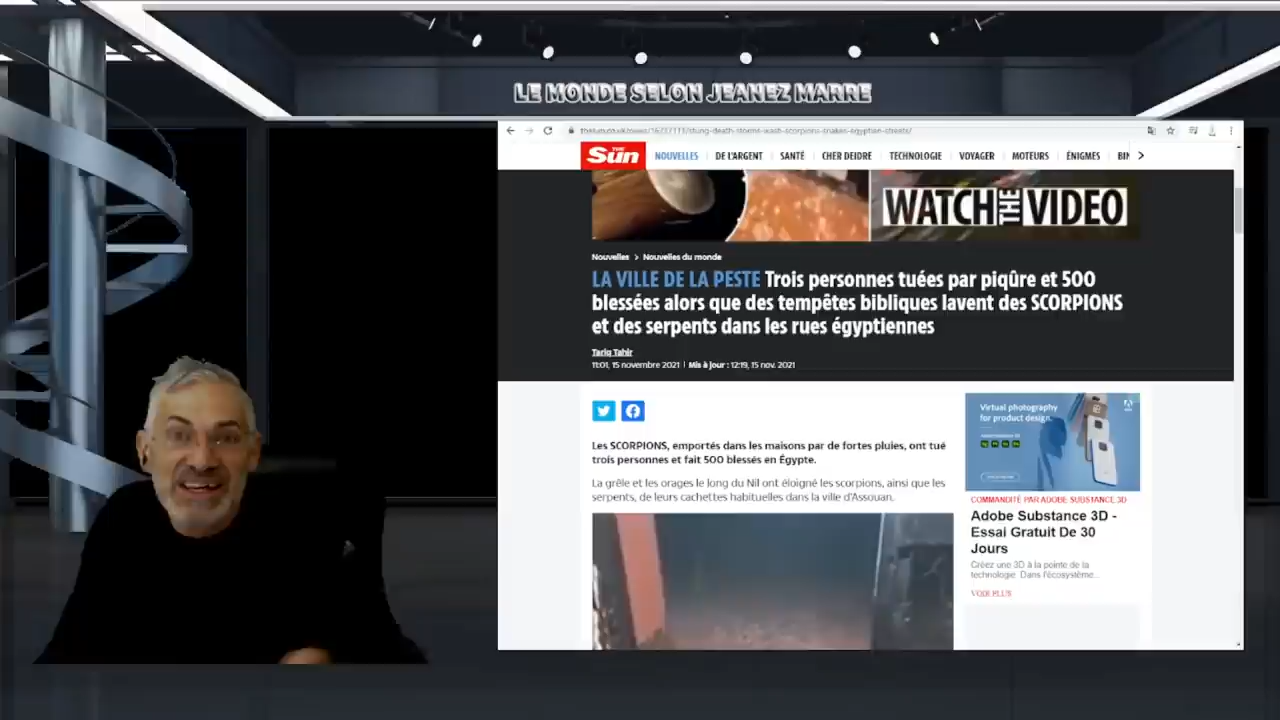 LE MONDE SELON JEANEZ MARRE
THE Sun
NOUVELLES DE L'ARGENT SANTÉ CHER DEIDRE TECHNOLOGIE VOYAGER MOTEURS ÉNIGMES BIN
WATCH THE VIDEO
Nouvelles > Nouvelles du monde
LA VILLE DE LA PESTE Trois personnes tuées par piqûre et 500
blessées alors que des tempêtes bibliques lavent des SCORPIONS
et des serpents dans les rues égyptiennes
Tariq Tahir
11:01, 15 novembre 2021 | Mis à jour : 12:19, 15 nov. 2021
Les SCORPIONS, emportés dans les maisons par de fortes pluies, ont tué
trois personnes et fait 500 blessés en Égypte.
La grêle et les orages le long du Nil ont éloigné les scorpions, ainsi que les
serpents, de leurs cachettes habituelles dans la ville d'Assouan.
Virtual photography
for product design.
COMMANDITÉ PAR ADOBE SUBSTANCE 3D
Adobe Substance 3D -
Essai Gratuit De 30
Jours
Créez une 3D à la pointe de la
technologie. Dans l'écosystème...
VOIR PLUS